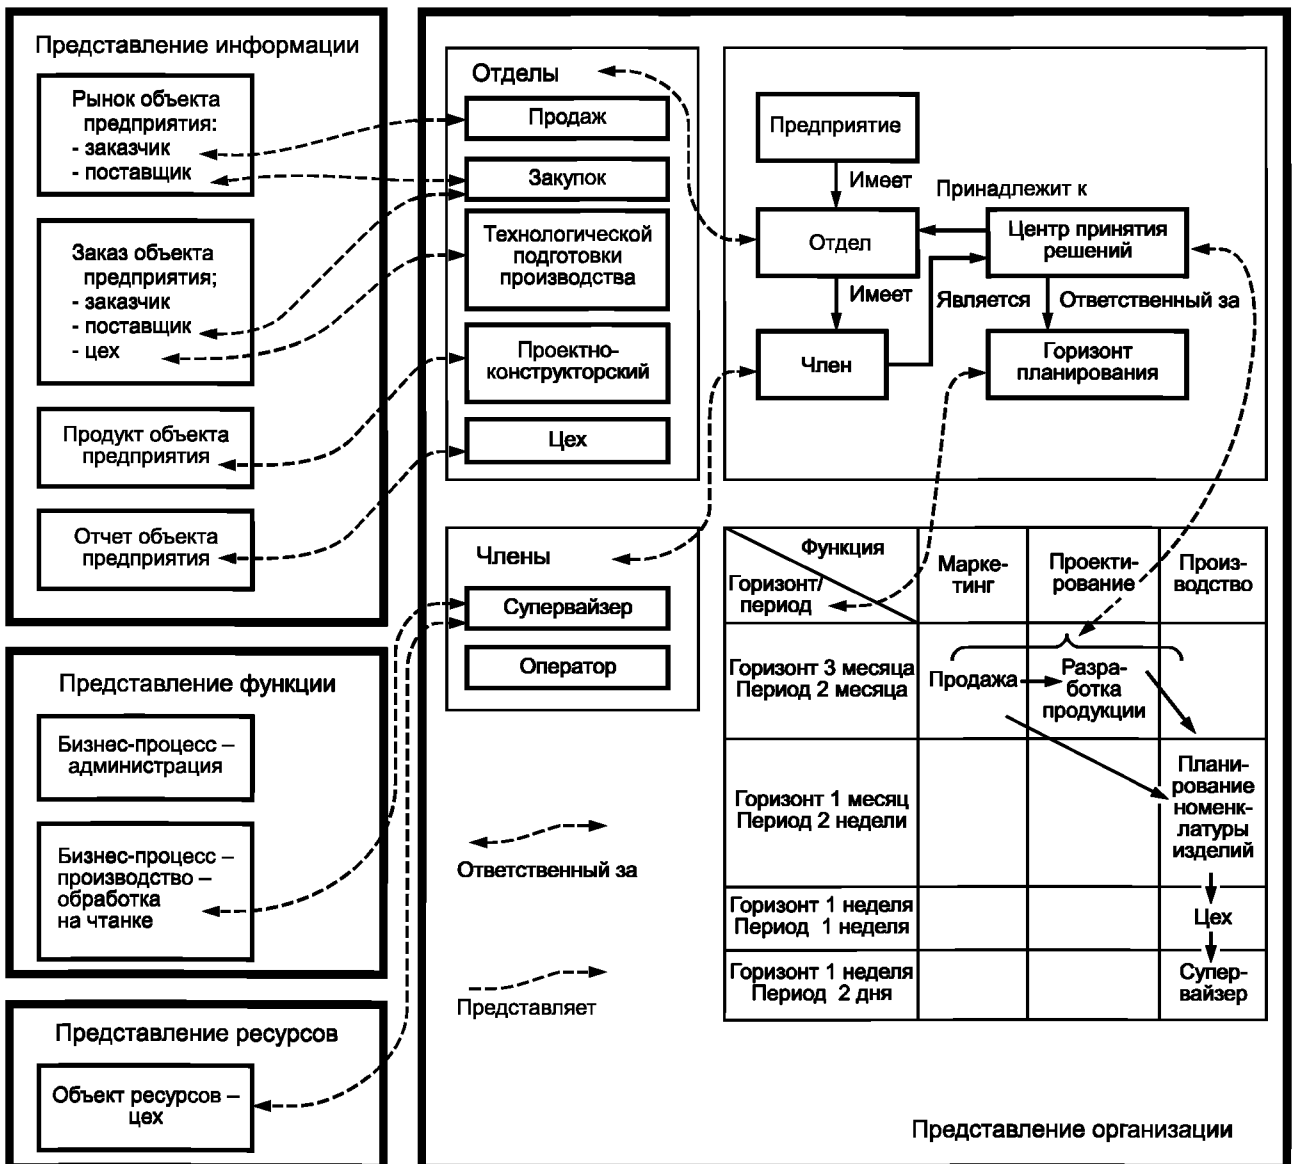 Представление информации
Рынок объекта
предприятия:
- заказчик
- поставщик
Заказ объекта
предприятия;
- заказчик
- поставщик
- цех
Продукт объекта
предприятия
Отчет объекта
предприятия
Представление функции
Бизнес-процесс –
администрация
Бизнес-процесс –
производство –
обработка
на чтанке
Представление ресурсов
Объект ресурсов –
цех
Отделы
Продаж
Закупок
Технологической
подготовки
производства
Проектно-
конструкторский
Цех
Члены
Супервайзер
Оператор
Ответственный за
Представляет
Предприятие
Имеет
Принадлежит к
Отдел
Центр принятия
решений
Имеет
Является
Ответственный за
Член
Горизонт
планирования
Функция
Горизонт/
период
Марке-
тинг
Проекти-
рование
Произ-
водство
Горизонт 3 месяца
Период 2 месяца
Продажа
Разра-
ботка
продукции
Горизонт 1 месяц
Период 2 недели
Плани-
рование
номенк-
латуры
изделий
Горизонт 1 неделя
Период 1 неделя
Цех
Горизонт 1 неделя
Период 2 дня
Супер-
вайзер
Представление организации